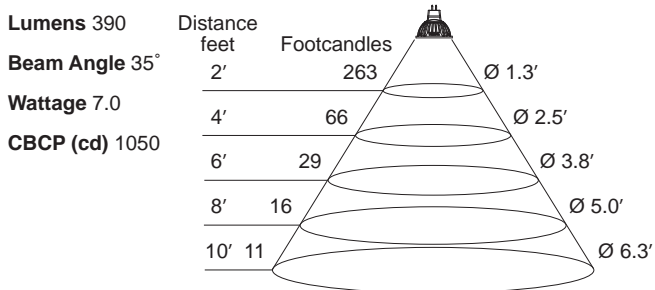 Lumens 390
Beam Angle 35°
Wattage 7.0
CBCP (cd) 1050
Distance
feet Footcandles
2′ 263 Ø 1.3′
4′ 66 Ø 2.5′
6′ 29 Ø 3.8′
8′ 16 Ø 5.0′
10′ 11 Ø 6.3′